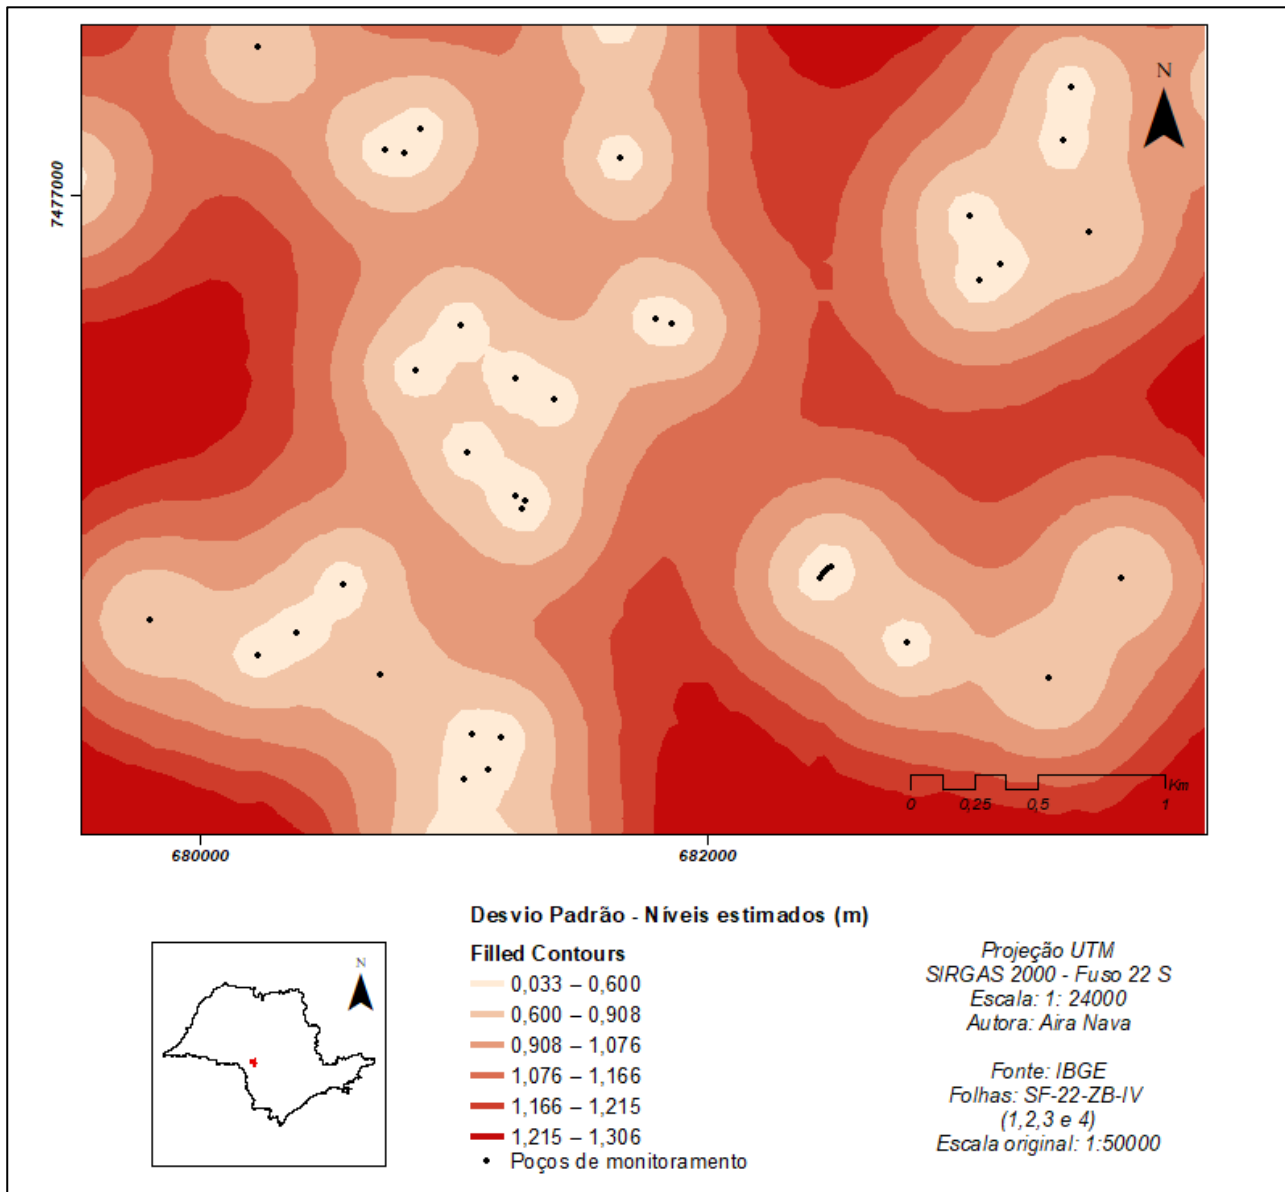 N
7477000
Km
0 0,25 0,5 1
680000 682000
Desvio Padrão - Níveis estimados (m)
Filled Contours
0,033 – 0,600
0,600 – 0,908
0,908 – 1,076
1,076 – 1,166
1,166 – 1,215
1,215 – 1,306
Poços de monitoramento
N
Projeção UTM
SIRGAS 2000 - Fuso 22 S
Escala: 1: 24000
Autora: Aira Nava
Fonte: IBGE
Folhas: SF-22-ZB-IV
(1,2,3 e 4)
Escala original: 1:50000